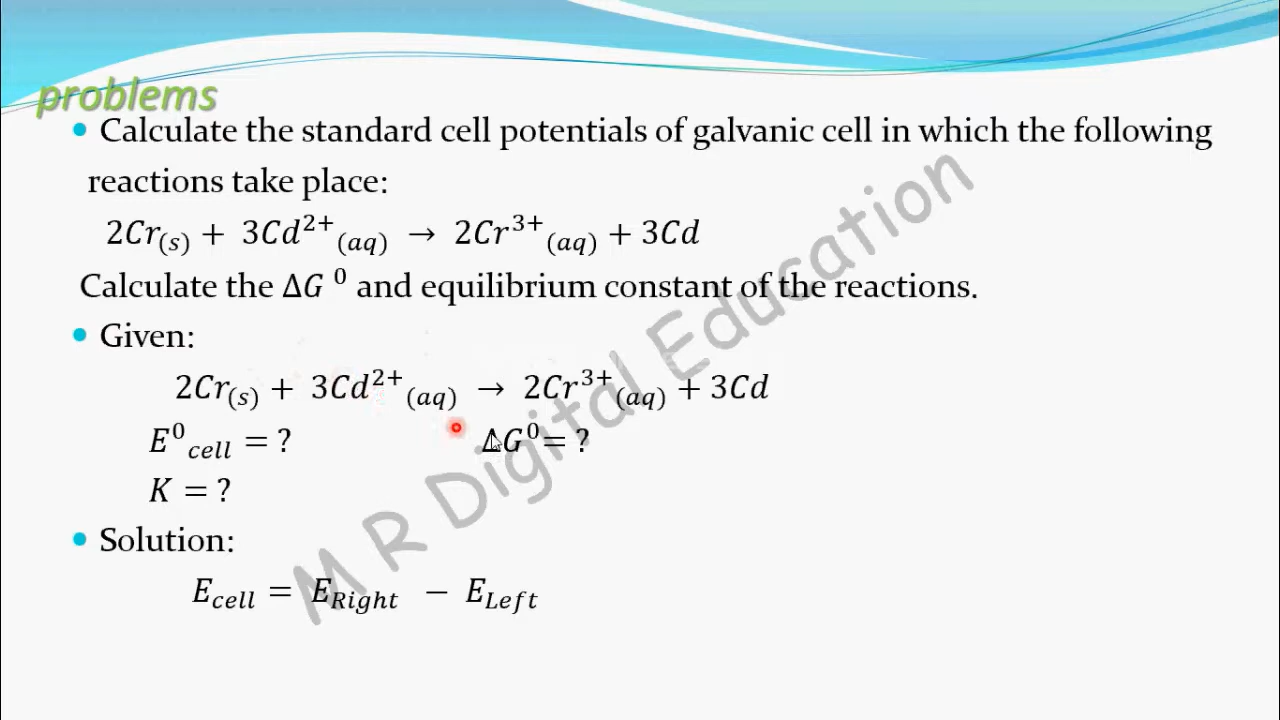 problems
• Calculate the standard cell potentials of galvanic cell in which the following
reactions take place:
2Cr(s) + 3Cd²⁺(aq) → 2Cr³⁺(aq) + 3Cd
Calculate the ΔG ⁰ and equilibrium constant of the reactions.
• Given:
2Cr(s) + 3Cd²⁺(aq) → 2Cr³⁺(aq) + 3Cd
E⁰cell = ? ΔG⁰= ?
K = ?
• Solution:
Ecell = ERight − ELeft
M R Digital Education